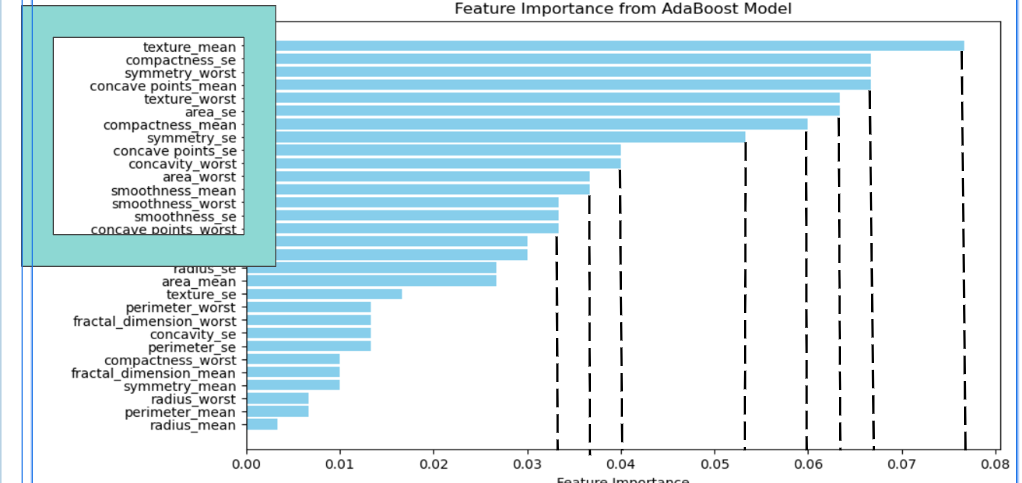 Feature Importance from AdaBoost Model
texture_mean
compactness_se
symmetry_worst
concave points_mean
texture_worst
area_se
compactness_mean
symmetry_se
concave points_se
concavity_worst
area_worst
smoothness_mean
smoothness_worst
smoothness_se
concave points_worst
radius_se
area_mean
texture_se
perimeter_worst
fractal_dimension_worst
concavity_se
perimeter_se
compactness_worst
fractal_dimension_mean
symmetry_mean
radius_worst
perimeter_mean
radius_mean
0.00 0.01 0.02 0.03 0.04 0.05 0.06 0.07 0.08
Feature Importance